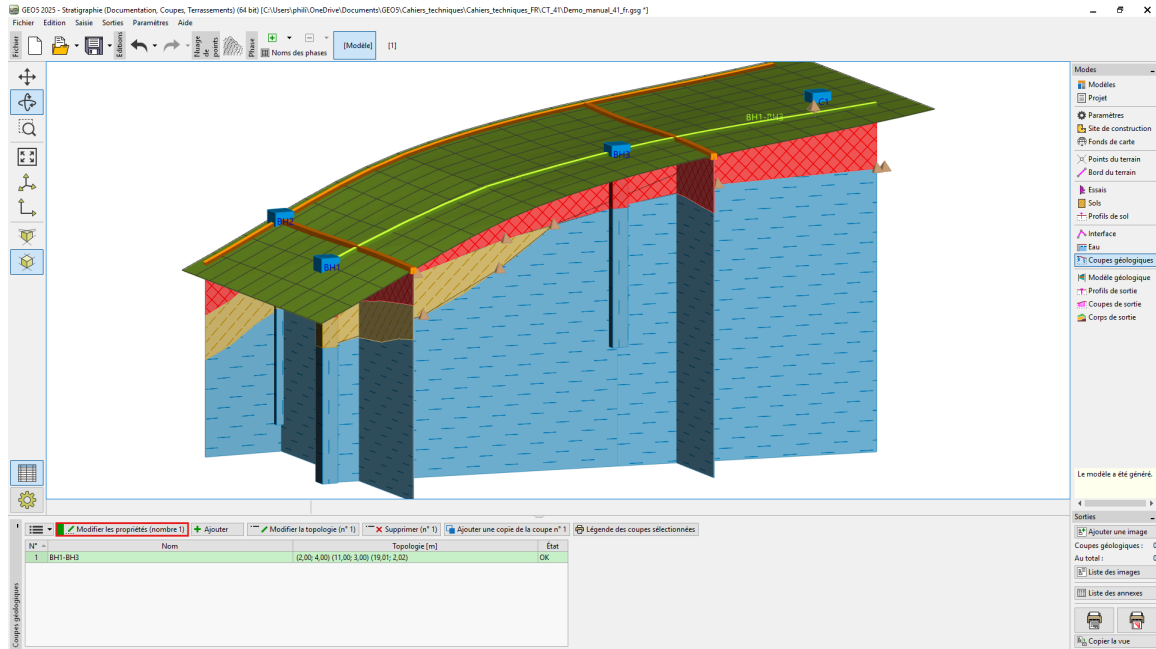 GEO5 2025 - Stratigraphie (Documentation, Coupes, Terrassements) (64 bit) [C:\Users\phili\OneDrive\Documents\GEO5\Cahiers_techniques\Cahiers_techniques_FR\CT_41\Demo_manual_41_fr.gsg *]
Fichier Edition Saisie Sorties Paramètres Aide
Fichier
Editions
Nuage de points
Phase
Noms des phases
[Modèle] [1]
BH1-BH3
C1
BH3
BH2
BH1
Modes
Modèles
Projet
Paramètres
Site de construction
Fonds de carte
Points du terrain
Bord du terrain
Essais
Sols
Profils de sol
Interface
Eau
Coupes géologiques
Modèle géologique
Profils de sortie
Coupes de sortie
Corps de sortie
Le modèle a été généré.
Modifier les propriétés (nombre 1) Ajouter Modifier la topologie (n° 1) Supprimer (n° 1) Ajouter une copie de la coupe n° 1 Légende des coupes sélectionnées
N° Nom Topologie [m] État
1 BH1-BH3 (2,00; 4,00) (11,00; 3,00) (19,01; 2,02) OK
Coupes géologiques
Sorties
Ajouter une image
Coupes géologiques : 0
Au total : 0
Liste des images
Liste des annexes
Copier la vue